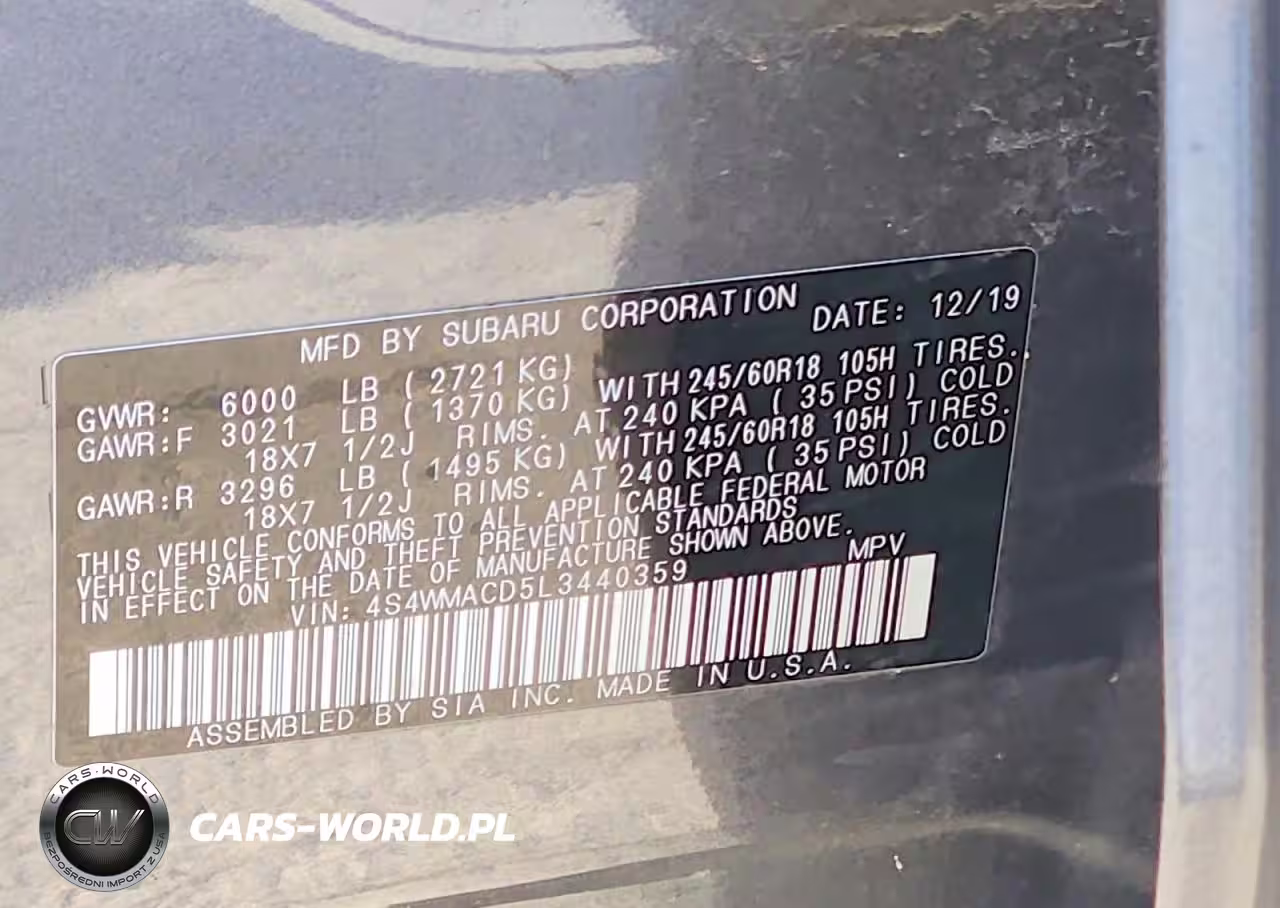 MFD BY SUBARU CORPORATION DATE: 12/19
GVWR: 6000 LB (2721 KG)
GAWR:F 3021 LB (1370 KG) WITH 245/60R18 105H TIRES.
18X7 1/2J RIMS. AT 240 KPA (35 PSI) COLD
GAWR:R 3296 LB (1495 KG) WITH 245/60R18 105H TIRES.
18X7 1/2J RIMS. AT 240 KPA (35 PSI) COLD
THIS VEHICLE CONFORMS TO ALL APPLICABLE FEDERAL MOTOR
VEHICLE SAFETY AND THEFT PREVENTION STANDARDS
IN EFFECT ON THE DATE OF MANUFACTURE SHOWN ABOVE.
VIN: 4S4WMACD5L3440359 MPV
ASSEMBLED BY SIA INC. MADE IN U.S.A.
CARS-WORLD
CW
BEZPOŚREDNI IMPORT Z USA
CARS-WORLD.PL